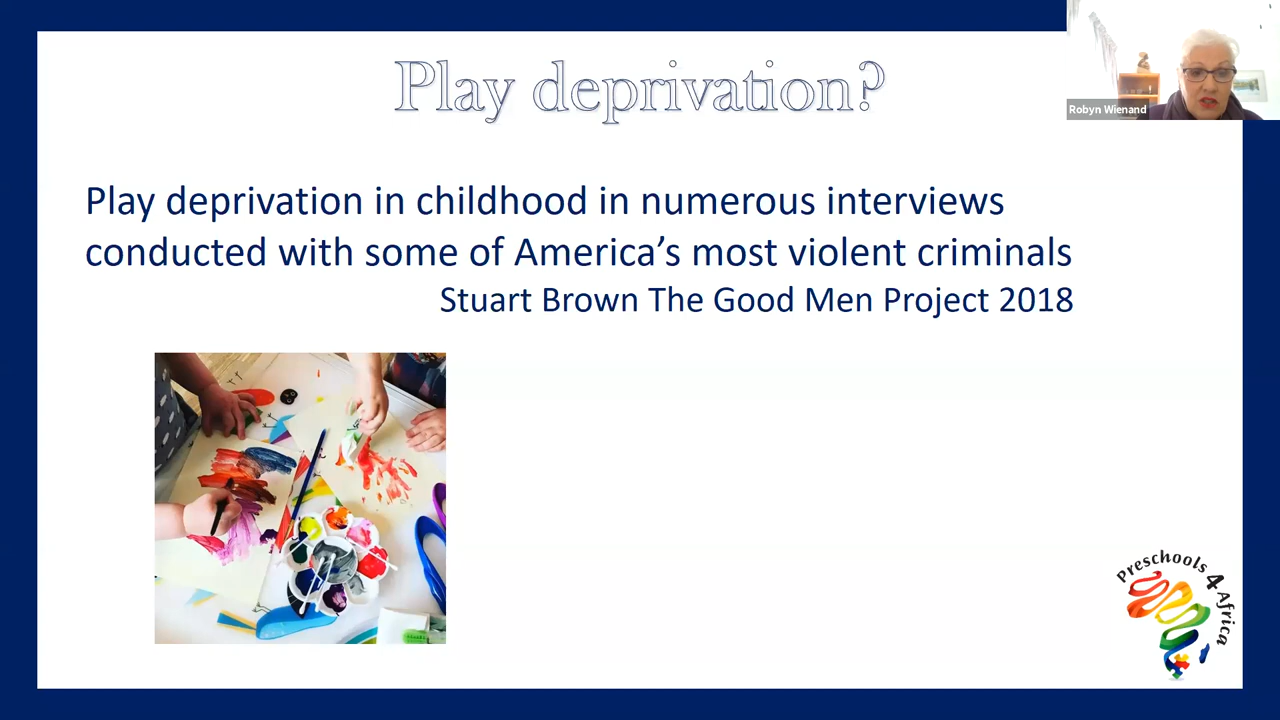 Play deprivation?
Robyn Wienand
Play deprivation in childhood in numerous interviews
conducted with some of America’s most violent criminals
Stuart Brown The Good Men Project 2018
Preschools 4 Africa